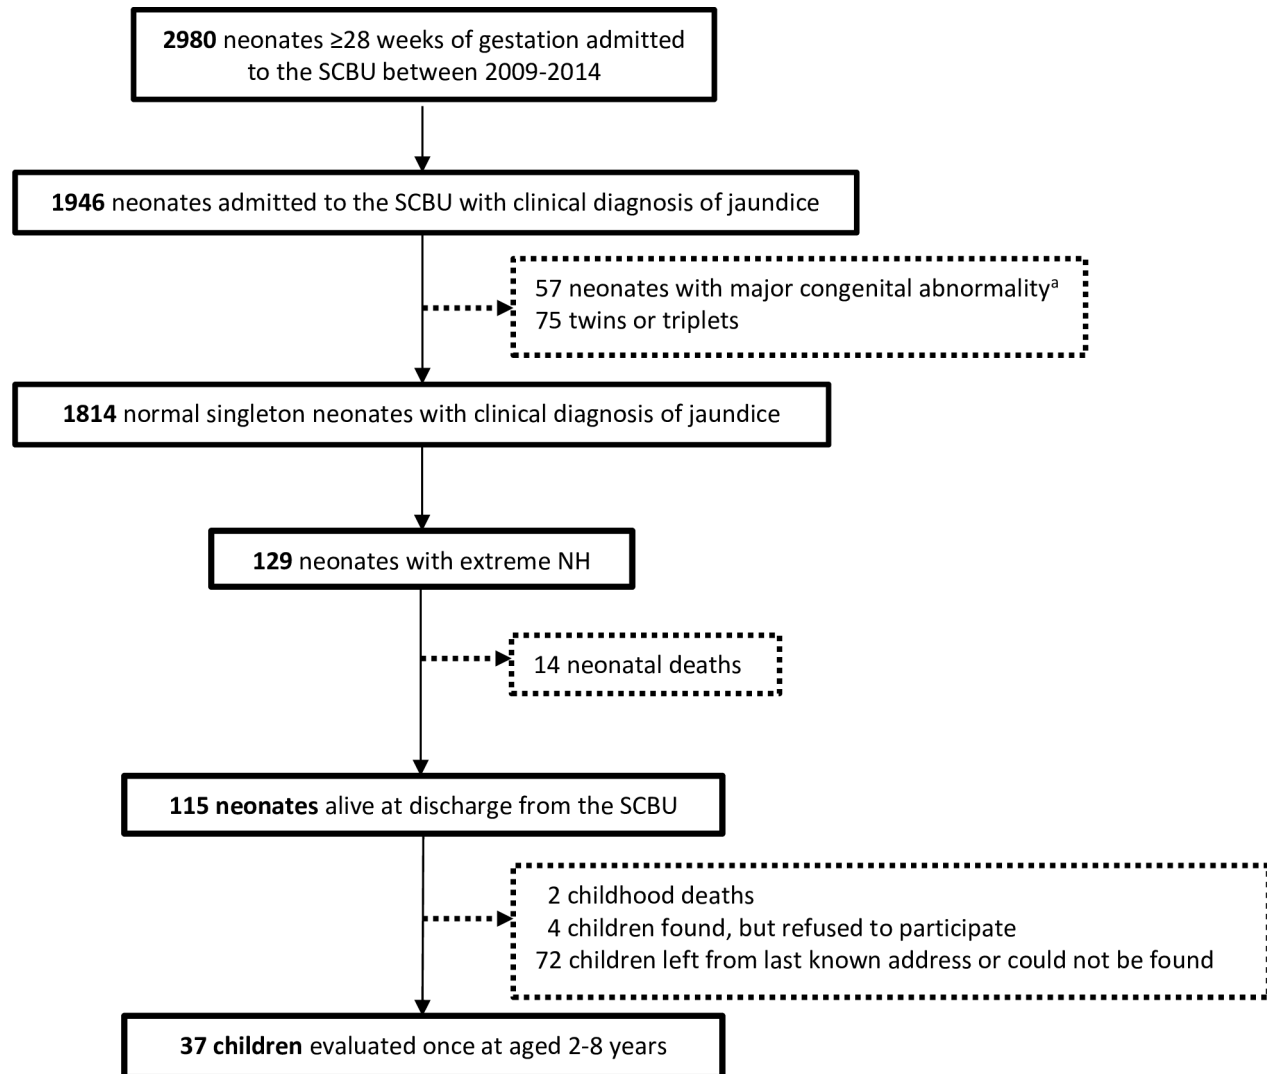 2980 neonates ≥28 weeks of gestation admitted
to the SCBU between 2009-2014
1946 neonates admitted to the SCBU with clinical diagnosis of jaundice
57 neonates with major congenital abnormalityᵃ
75 twins or triplets
1814 normal singleton neonates with clinical diagnosis of jaundice
129 neonates with extreme NH
14 neonatal deaths
115 neonates alive at discharge from the SCBU
2 childhood deaths
4 children found, but refused to participate
72 children left from last known address or could not be found
37 children evaluated once at aged 2-8 years